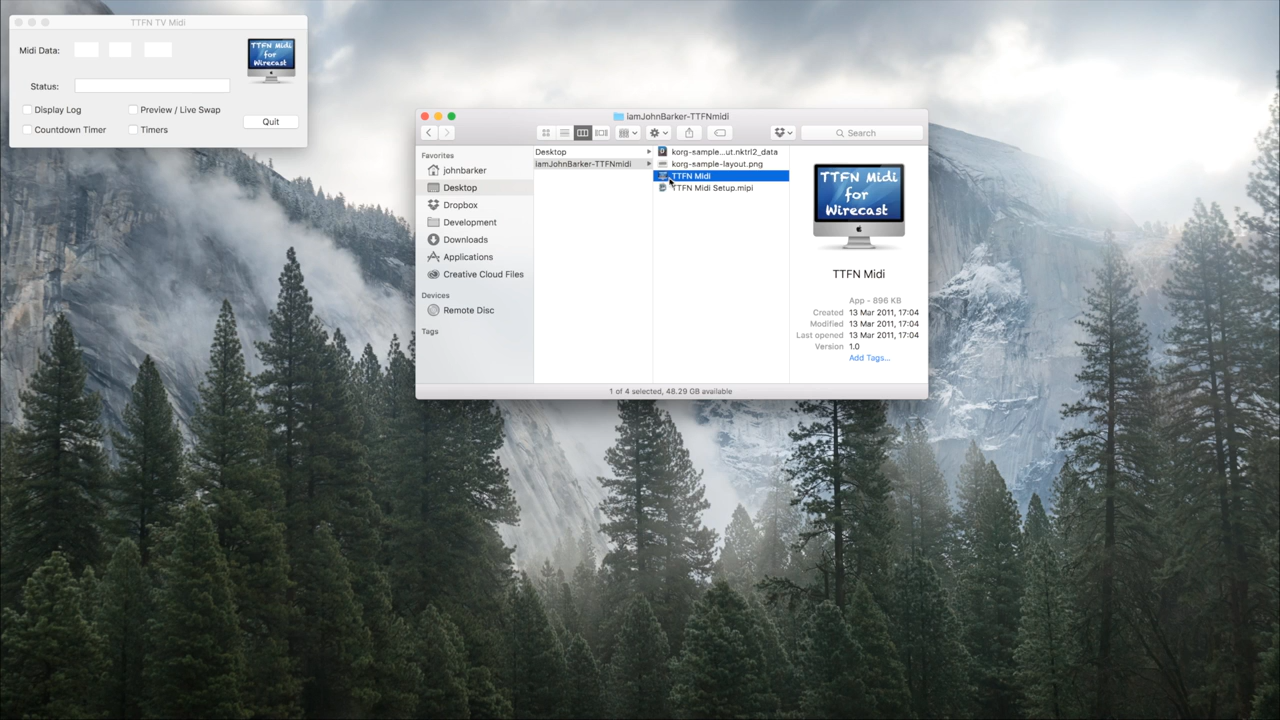 TTFN TV Midi
Midi Data:
TTFN Midi
for
Wirecast
Status:
Display Log
Preview / Live Swap
Countdown Timer
Timers
Quit
iamJohnBarker-TTFNmidi
Search
Favorites
johnbarker
Desktop
Dropbox
Development
Downloads
Applications
Creative Cloud Files
Devices
Remote Disc
Tags
Desktop
iamJohnBarker-TTFNmidi
korg-sample...ut.nktrl2_data
korg-sample-layout.png
TTFN Midi
TTFN Midi Setup.mipi
TTFN Midi
for
Wirecast
TTFN Midi
App - 896 KB
Created 13 Mar 2011, 17:04
Modified 13 Mar 2011, 17:04
Last opened 13 Mar 2011, 17:04
Version 1.0
Add Tags...
1 of 4 selected, 48.29 GB available